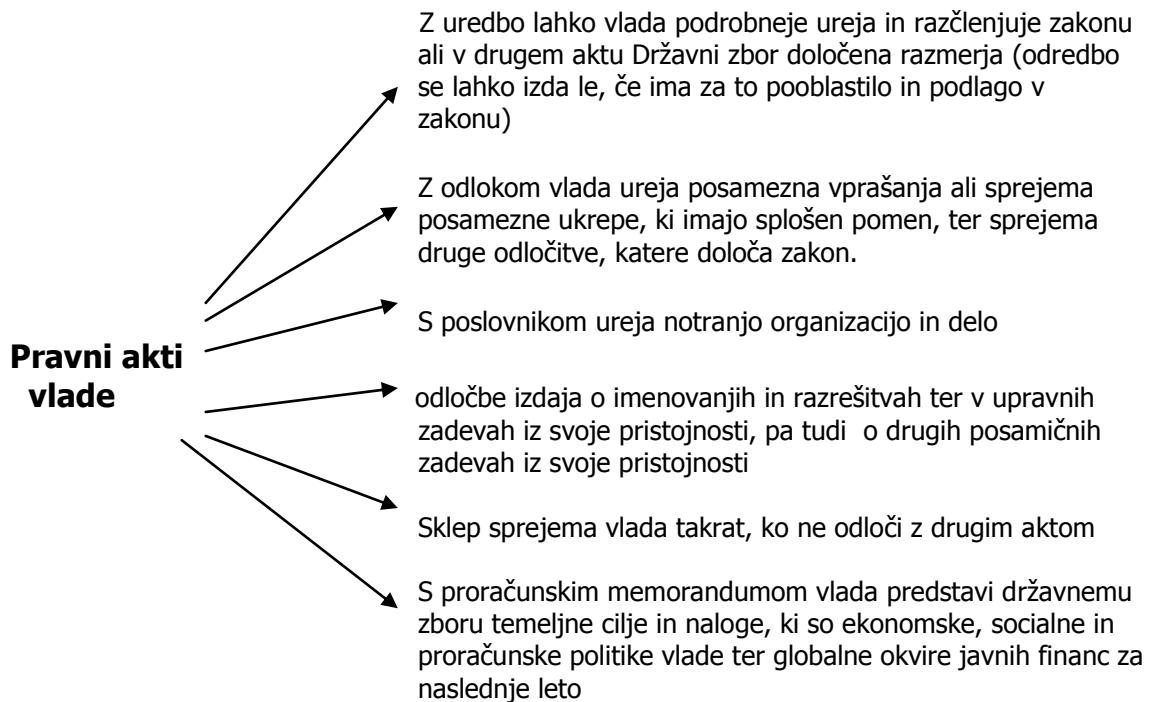 Z uredbo lahko vlada podrobneje ureja in razčlenjuje zakonu
ali v drugem aktu Državni zbor določena razmerja (odredbo
se lahko izda le, če ima za to pooblastilo in podlago v
zakonu)
Z odlokom vlada ureja posamezna vprašanja ali sprejema
posamezne ukrepe, ki imajo splošen pomen, ter sprejema
druge odločitve, katere določa zakon.
S poslovnikom ureja notranjo organizacijo in delo
Pravni akti
vlade
odločbe izdaja o imenovanjih in razrešitvah ter v upravnih
zadevah iz svoje pristojnosti, pa tudi o drugih posamičnih
zadevah iz svoje pristojnosti
Sklep sprejema vlada takrat, ko ne odloči z drugim aktom
S proračunskim memorandumom vlada predstavi državnemu
zboru temeljne cilje in naloge, ki so ekonomske, socialne in
proračunske politike vlade ter globalne okvire javnih financ za
naslednje leto